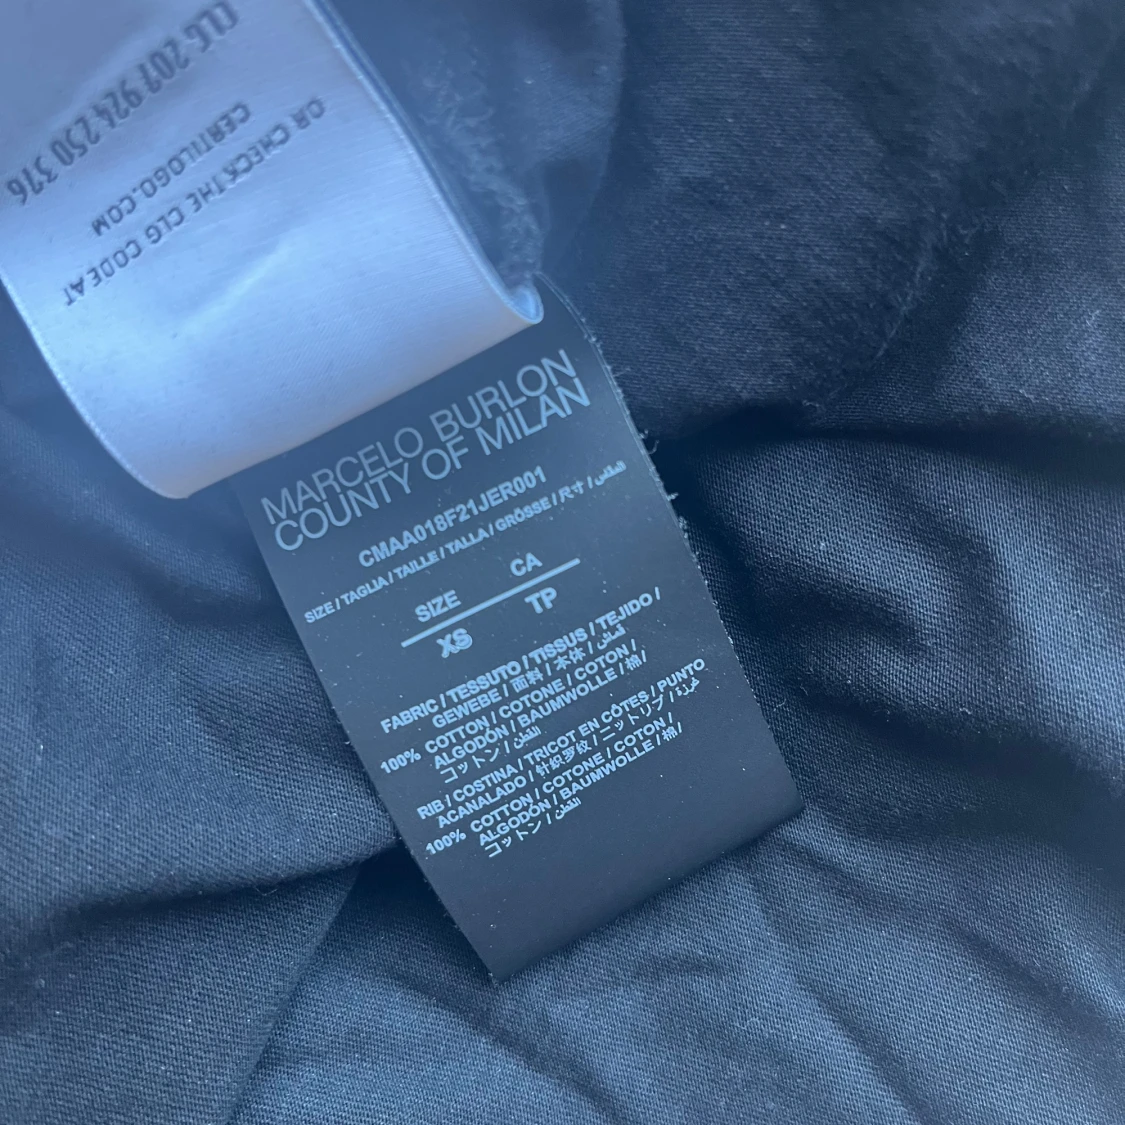 CLG 207 924 250 376
CERTILOGO.COM
OR CHECK THE CLG CODE AT
MARCELO BURLON
COUNTY OF MILAN
CMAA018F21JER001
SIZE / TAGLIA / TAILLE / TALLA / GRÖSSE / 尺寸 / المقاس
SIZE CA
XS TP
FABRIC / TESSUTO / TISSUS / TEJIDO /
GEWEBE / 面料 / 本体 / قماش
100% COTTON / COTONE / COTON /
ALGODÓN / BAUMWOLLE / 棉/
コットン / القطن
RIB / COSTINA / TRICOT EN CÔTES / PUNTO
ACANALADO / 针织罗纹 / ニットリブ / غرزة
100% COTTON / COTONE / COTON /
ALGODÓN / BAUMWOLLE / 棉/
コットン / القطن